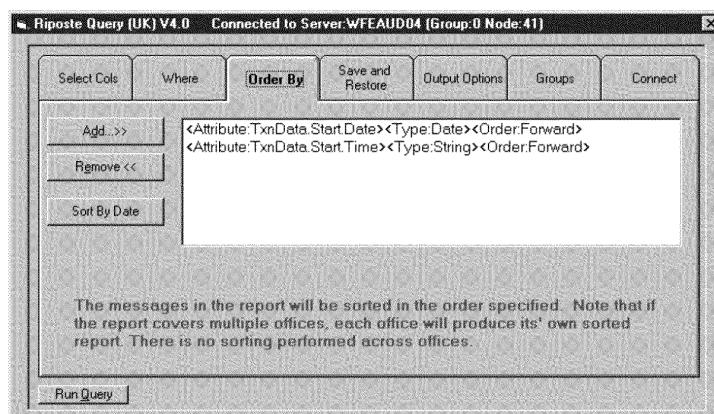 Riposte Query (UK) V4.0 Connected to Server:WFEAUD04 (Group:0 Node:41)
Select Cols Where Order By Save and Restore Output Options Groups Connect
Add...>>
Remove <<
Sort By Date
<Attribute:TxnData.Start.Date><Type:Date><Order:Forward>
<Attribute:TxnData.Start.Time><Type:String><Order:Forward>
The messages in the report will be sorted in the order specified. Note that if
the report covers multiple offices, each office will produce its' own sorted
report. There is no sorting performed across offices.
Run Query